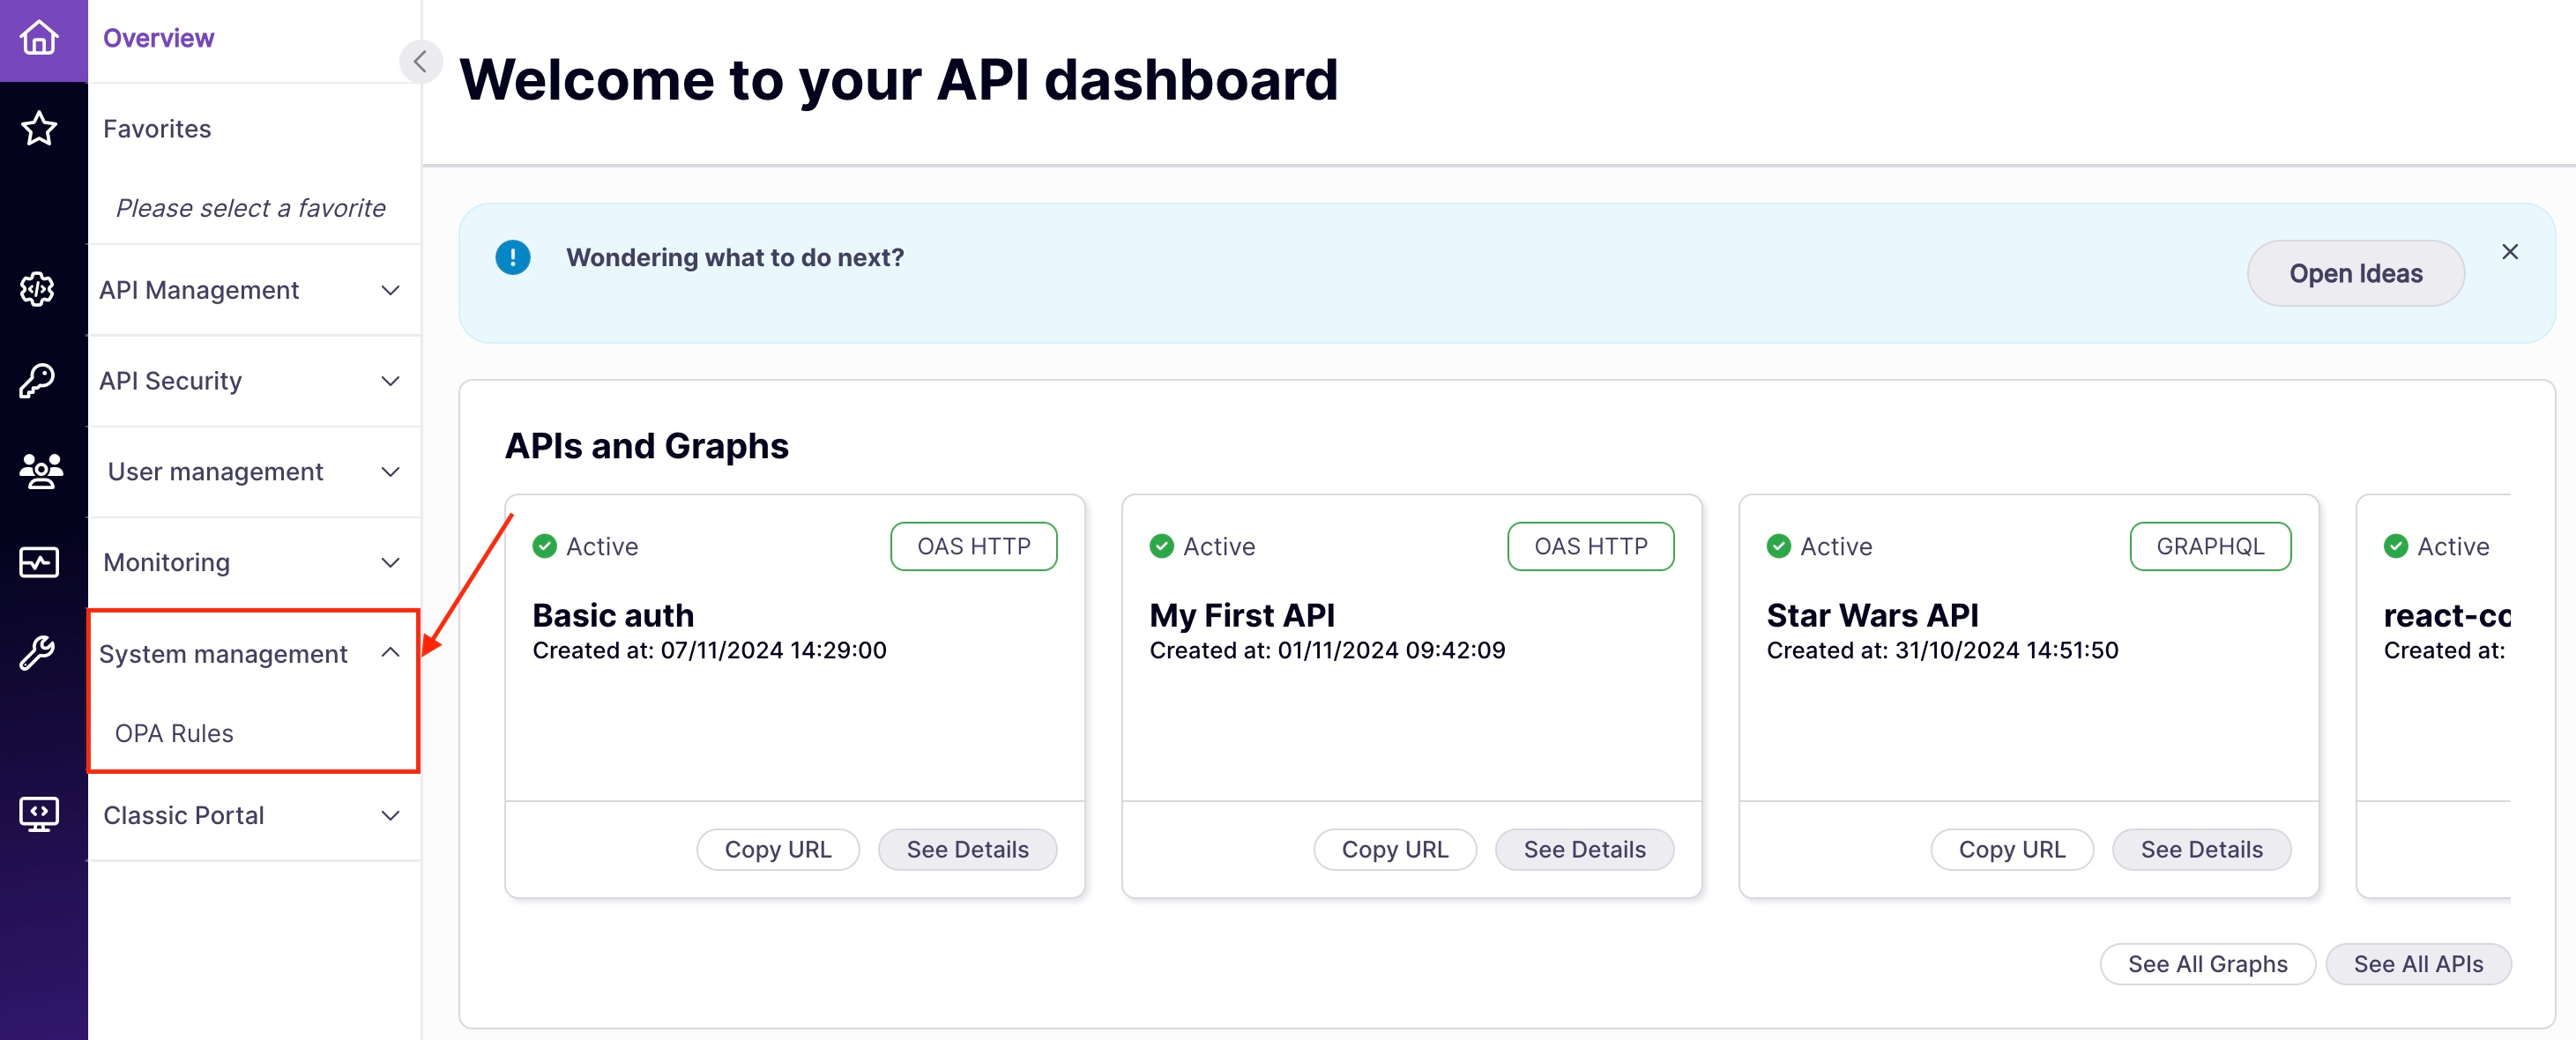 Overview
Favorites
Please select a favorite
API Management
API Security
User management
Monitoring
System management
OPA Rules
Classic Portal
Welcome to your API dashboard
Wondering what to do next?
Open Ideas
APIs and Graphs
Active
OAS HTTP
Basic auth
Created at: 07/11/2024 14:29:00
Copy URL
See Details
Active
OAS HTTP
My First API
Created at: 01/11/2024 09:42:09
Copy URL
See Details
Active
GRAPHQL
Star Wars API
Created at: 31/10/2024 14:51:50
Copy URL
See Details
Active
react-co
Created at:
See All Graphs
See All APIs